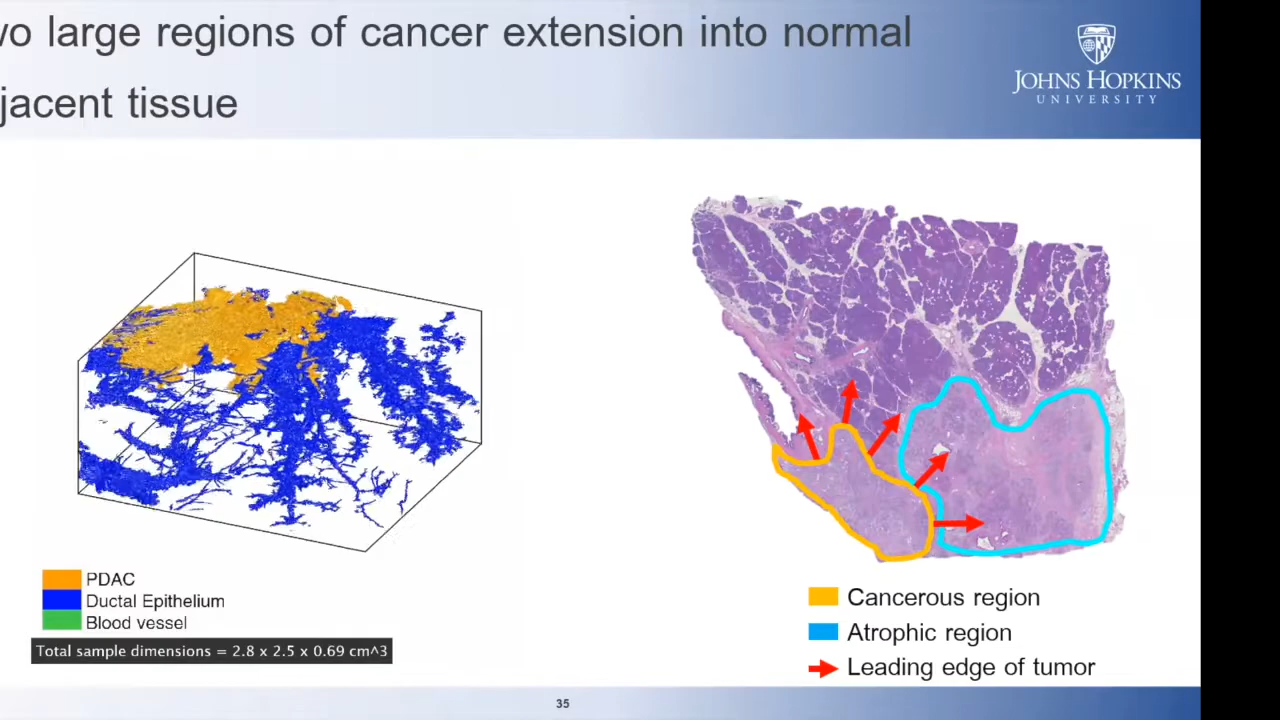 wo large regions of cancer extension into normal
jacent tissue
JOHNS HOPKINS
UNIVERSITY
PDAC
Ductal Epithelium
Blood vessel
Total sample dimensions = 2.8 x 2.5 x 0.69 cm^3
Cancerous region
Atrophic region
Leading edge of tumor
35